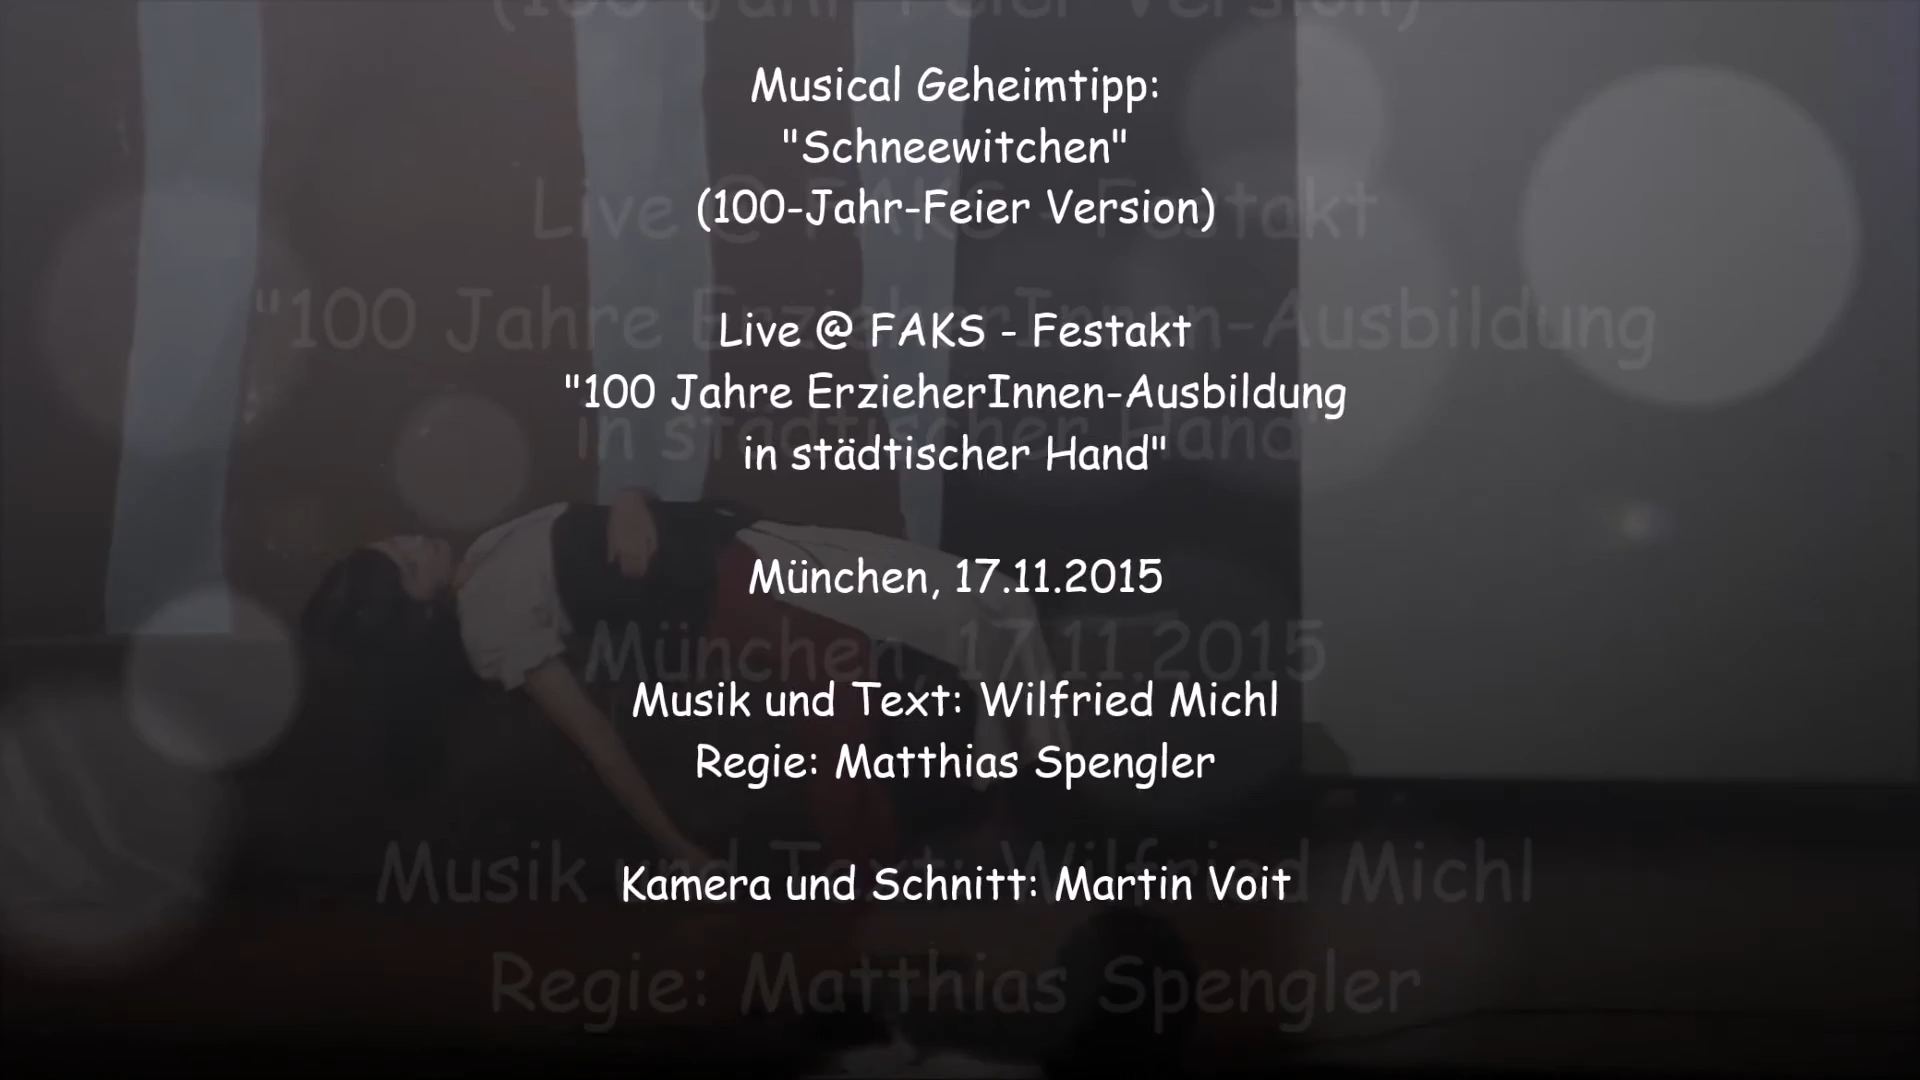 Musical Geheimtipp:
"Schneewitchen"
(100-Jahr-Feier Version)
Live @ FAKS - Festakt
"100 Jahre ErzieherInnen-Ausbildung
in städtischer Hand"
München, 17.11.2015
Musik und Text: Wilfried Michl
Regie: Matthias Spengler
Kamera und Schnitt: Martin Voit